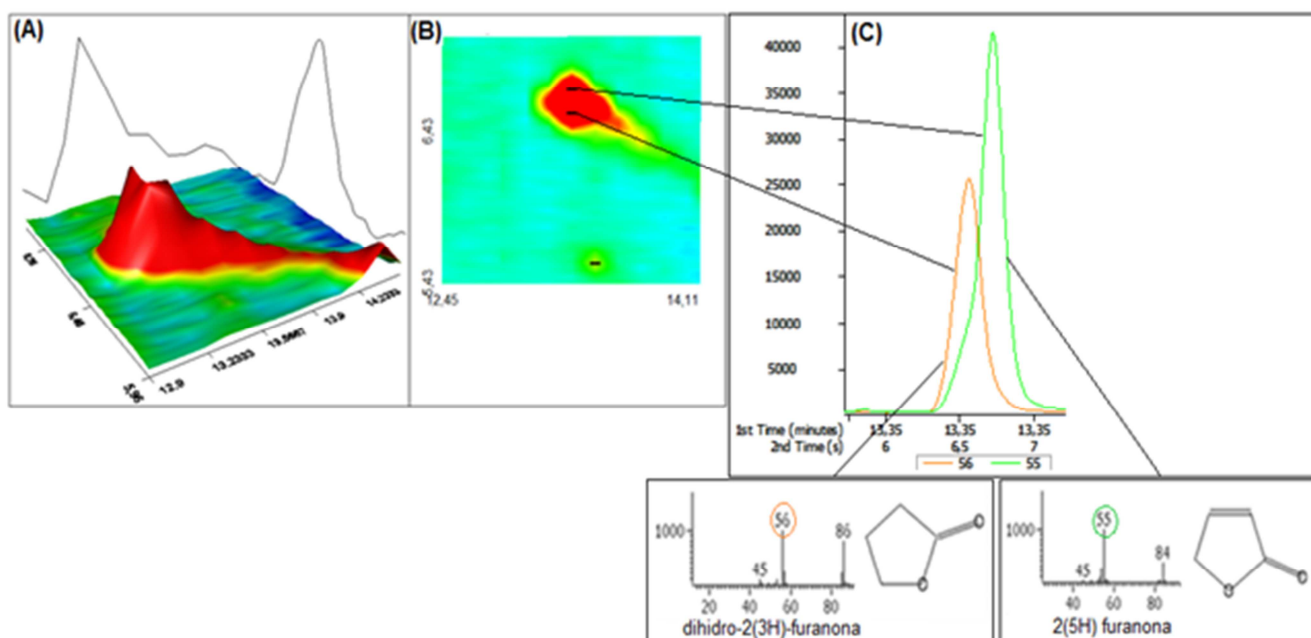 (A)
12,9
13,2333
13,5667
13,9
14,2333
(B)
6,43
5,43
12,45
14,11
(C)
40000
35000
30000
25000
20000
15000
10000
5000
1st Time (minutes) 13,35 13,35 13,35
2nd Time (s) 6 6,5 7
56 55
1000
56
86
45
20 40 60 80
O
O
dihidro-2(3H)-furanona
1000
55
84
45
40 60 80
O
O
2(5H) furanona